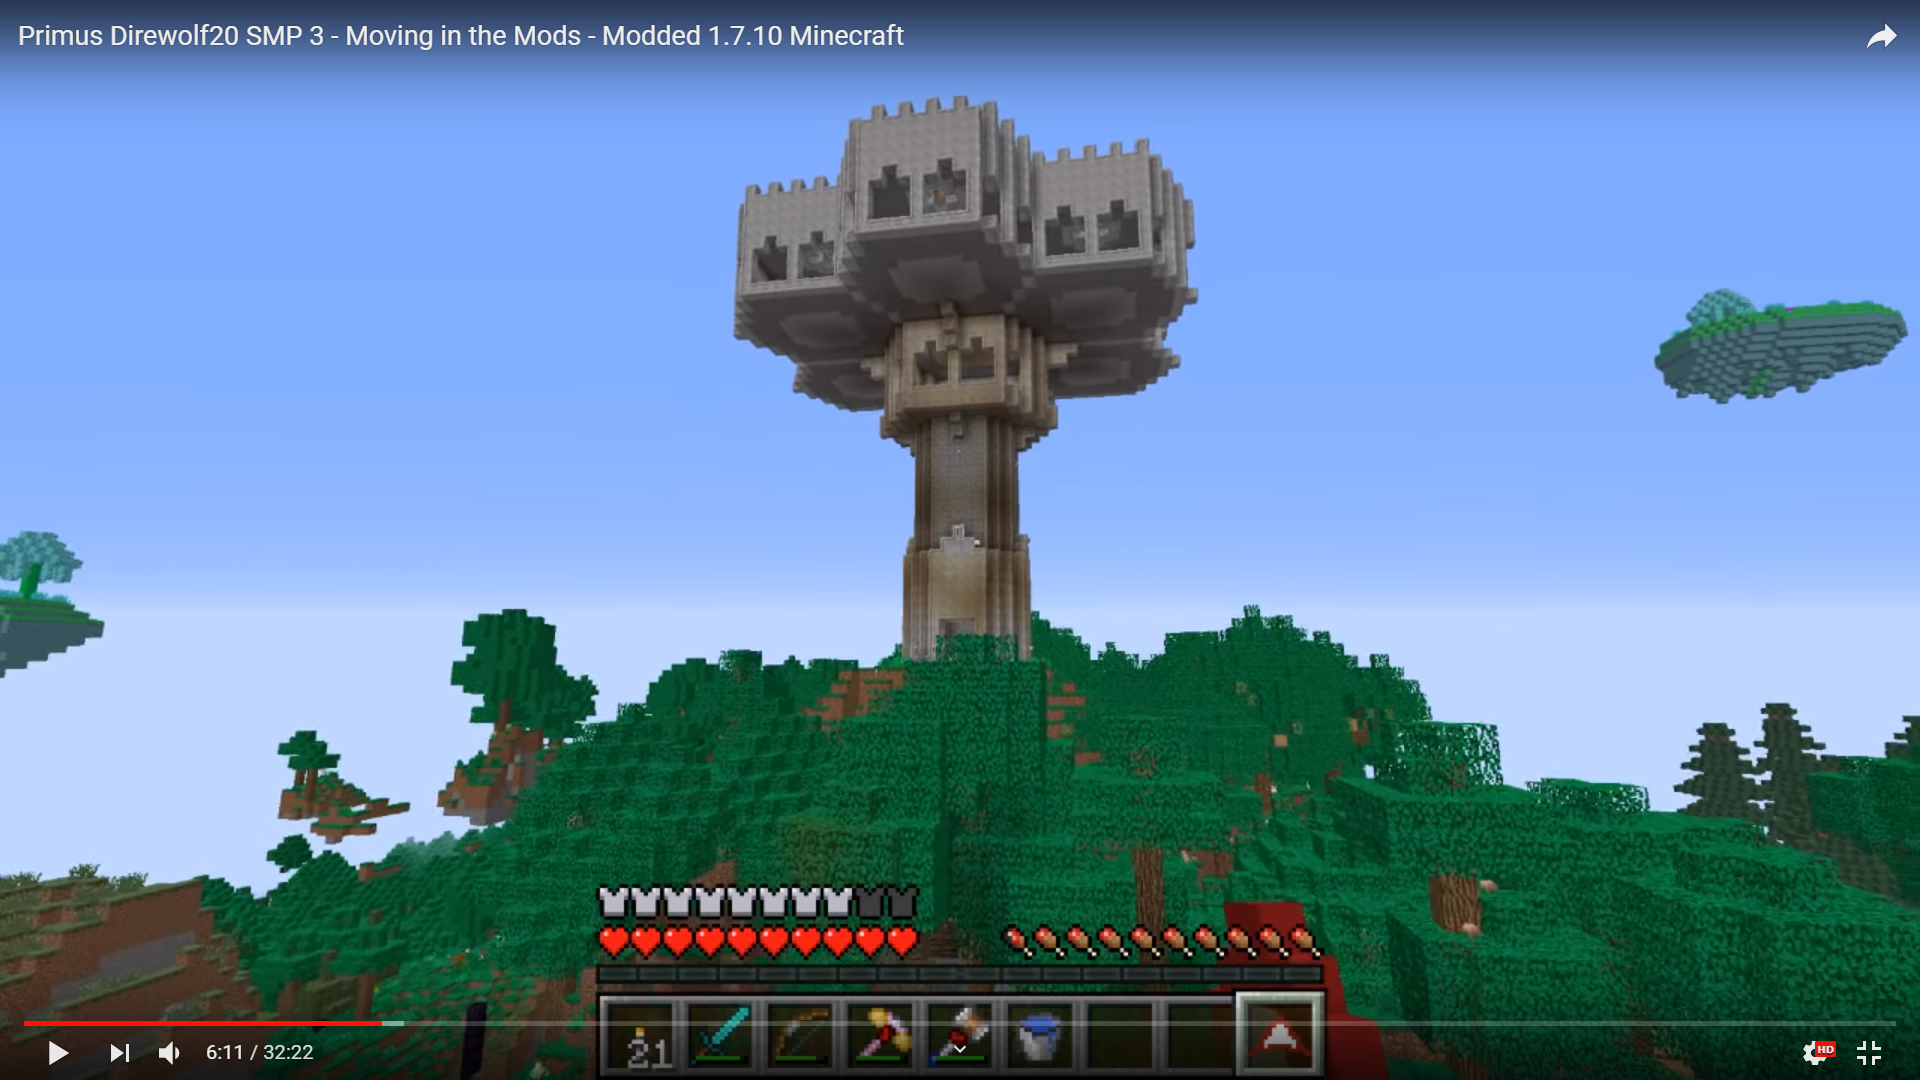 Primus Direwolf20 SMP 3 - Moving in the Mods - Modded 1.7.10 Minecraft
21
6:11 / 32:22
HD